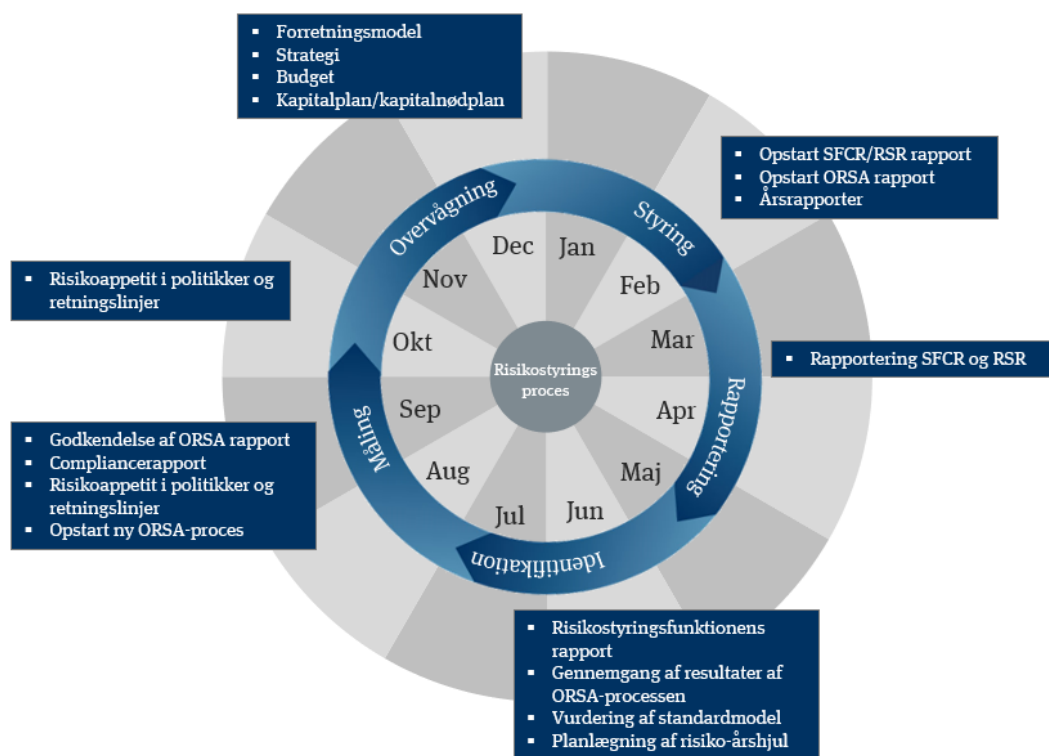 ▪ Forretningsmodel
▪ Strategi
▪ Budget
▪ Kapitalplan/kapitalnødplan
▪ Opstart SFCR/RSR rapport
▪ Opstart ORSA rapport
▪ Årsrapporter
▪ Rapportering SFCR og RSR
▪ Risikostyringsfunktionens
rapport
▪ Gennemgang af resultater af
ORSA-processen
▪ Vurdering af standardmodel
▪ Planlægning af risiko-årshjul
▪ Godkendelse af ORSA rapport
▪ Compliancerapport
▪ Risikoappetit i politikker og
retningslinjer
▪ Opstart ny ORSA-proces
▪ Risikoappetit i politikker og
retningslinjer
Styring
Rapportering
Identifikation
Måling
Overvågning
Jan
Feb
Mar
Apr
Maj
Jun
Jul
Aug
Sep
Okt
Nov
Dec
Risikostyrings
proces